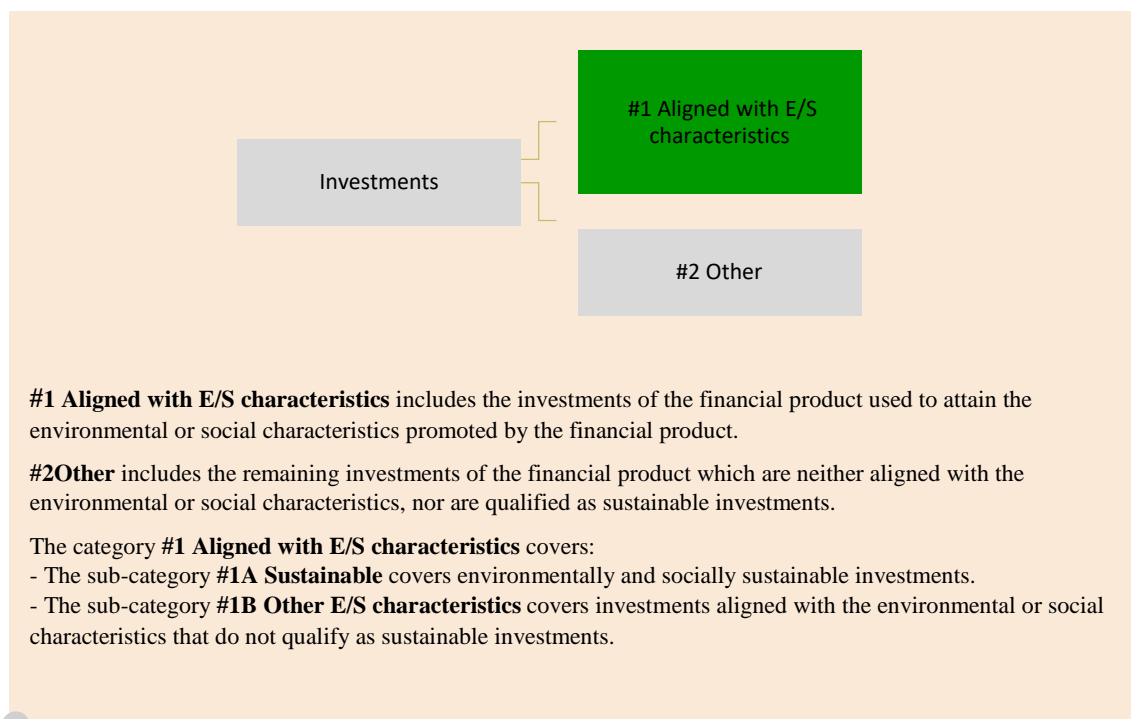 #1 Aligned with E/S
characteristics
Investments
#2 Other
#1 Aligned with E/S characteristics includes the investments of the financial product used to attain the
environmental or social characteristics promoted by the financial product.
#2Other includes the remaining investments of the financial product which are neither aligned with the
environmental or social characteristics, nor are qualified as sustainable investments.
The category #1 Aligned with E/S characteristics covers:
- The sub-category #1A Sustainable covers environmentally and socially sustainable investments.
- The sub-category #1B Other E/S characteristics covers investments aligned with the environmental or social
characteristics that do not qualify as sustainable investments.